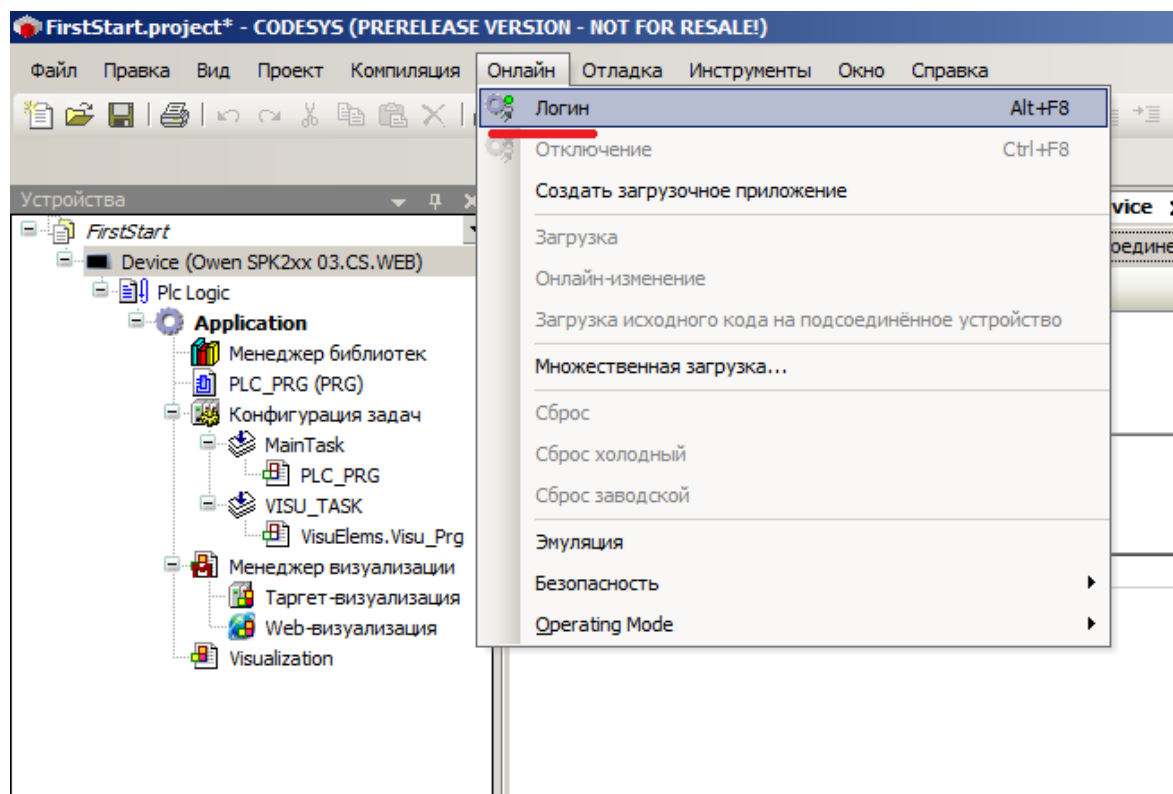 FirstStart.project* - CODESYS (PRERELEASE VERSION - NOT FOR RESALE!)
Файл Правка Вид Проект Компиляция Онлайн Отладка Инструменты Окно Справка
Логин Alt+F8
Отключение Ctrl+F8
Создать загрузочное приложение
Загрузка
Онлайн-изменение
Загрузка исходного кода на подсоединённое устройство
Множественная загрузка...
Сброс
Сброс холодный
Сброс заводской
Эмуляция
Безопасность
Operating Mode
Устройства
FirstStart
Device (Owen SPK2xx 03.CS.WEB)
Plc Logic
Application
Менеджер библиотек
PLC_PRG (PRG)
Конфигурация задач
MainTask
PLC_PRG
VISU_TASK
VisuElems.Visu_Prg
Менеджер визуализации
Таргет-визуализация
Web-визуализация
Visualization
vice
оедине